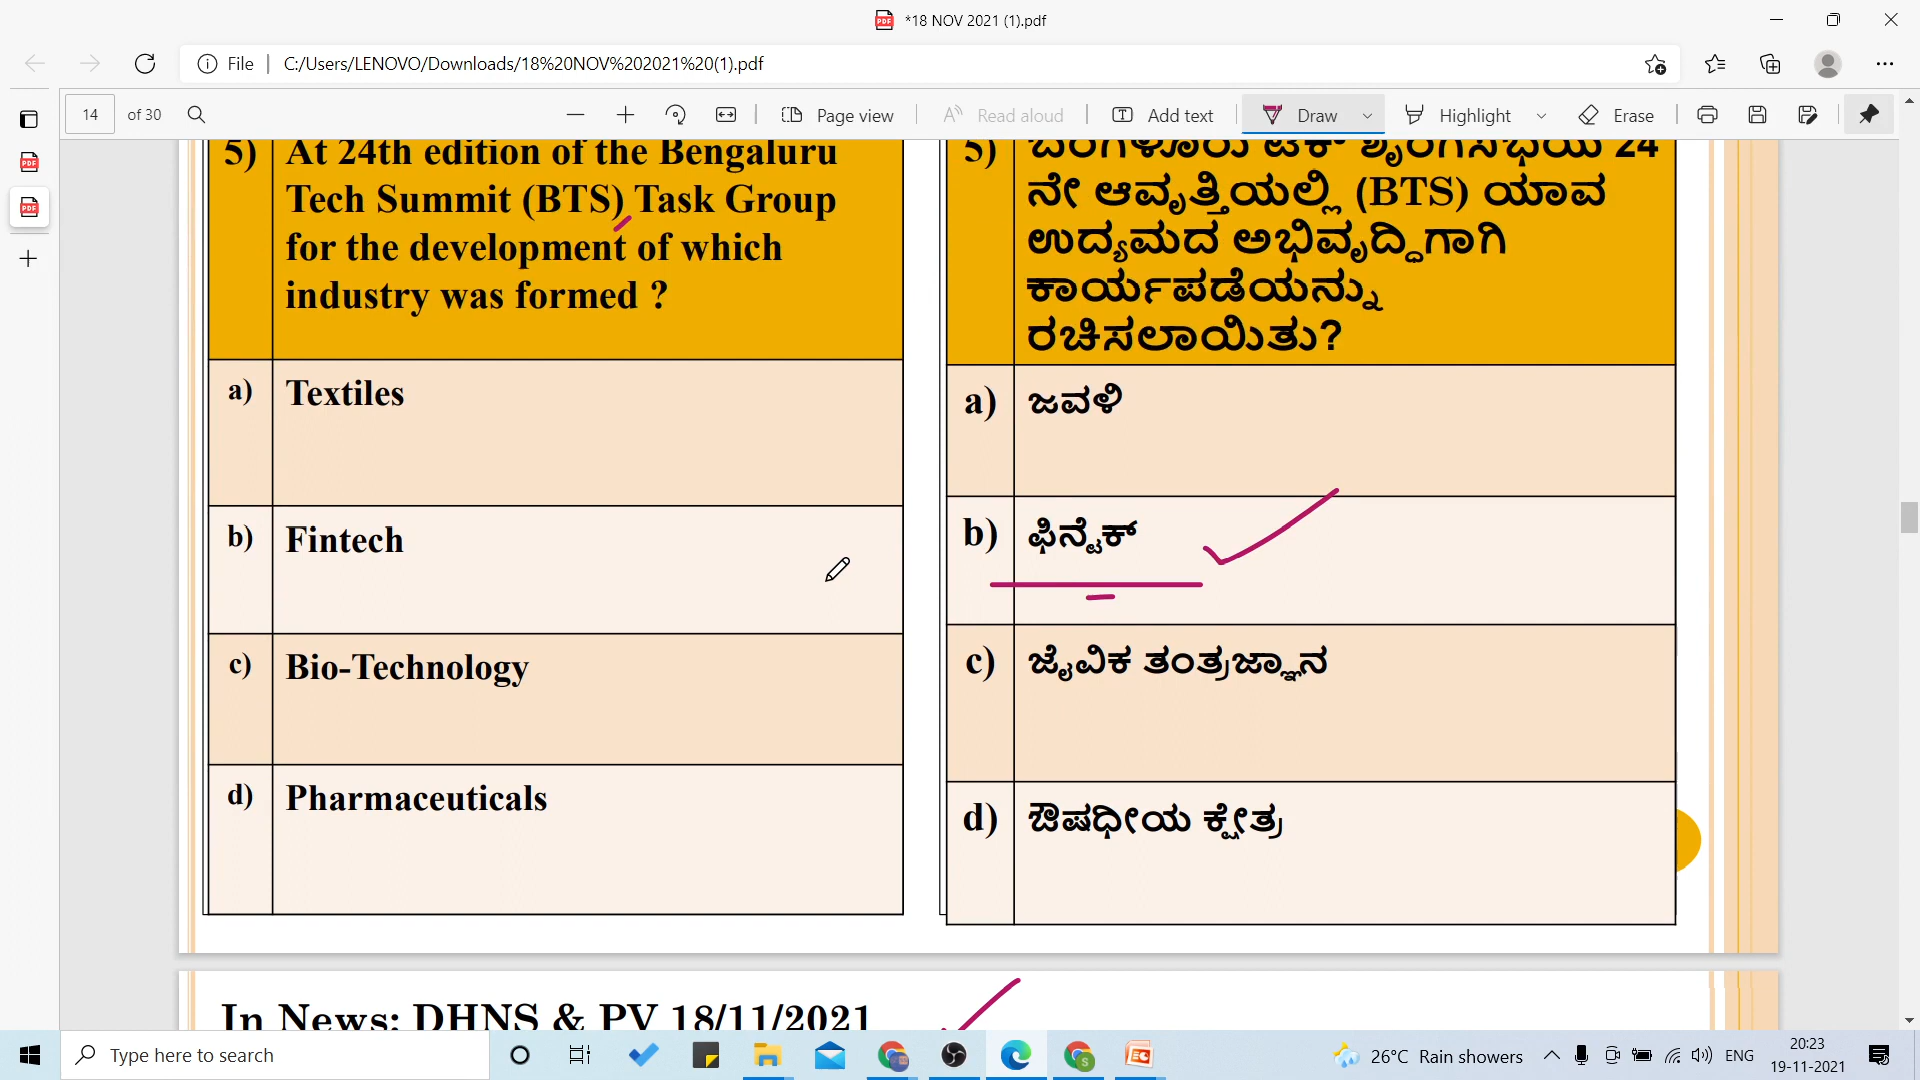 *18 NOV 2021 (1).pdf
File
C:/Users/LENOVO/Downloads/18%20NOV%202021%20(1).pdf
14 of 30
Page view
Read aloud
Add text
Draw
Highlight
Erase
5) At 24th edition of the Bengaluru
Tech Summit (BTS) Task Group
for the development of which
industry was formed ?
a) Textiles
b) Fintech
c) Bio-Technology
d) Pharmaceuticals
5) ಬೆಂಗಳೂರು ಟೆಕ್ ಶೃಂಗಸಭೆಯ 24
ನೇ ಆವೃತ್ತಿಯಲ್ಲಿ (BTS) ಯಾವ
ಉದ್ಯಮದ ಅಭಿವೃದ್ಧಿಗಾಗಿ
ಕಾರ್ಯಪಡೆಯನ್ನು
ರಚಿಸಲಾಯಿತು?
a) ಜವಳಿ
b) ಫಿನ್ಟೆಕ್
c) ಜೈವಿಕ ತಂತ್ರಜ್ಞಾನ
d) ಔಷಧೀಯ ಕ್ಷೇತ್ರ
In News: DHNS & PV 18/11/2021
Type here to search
26°C Rain showers
ENG
20:23
19-11-2021